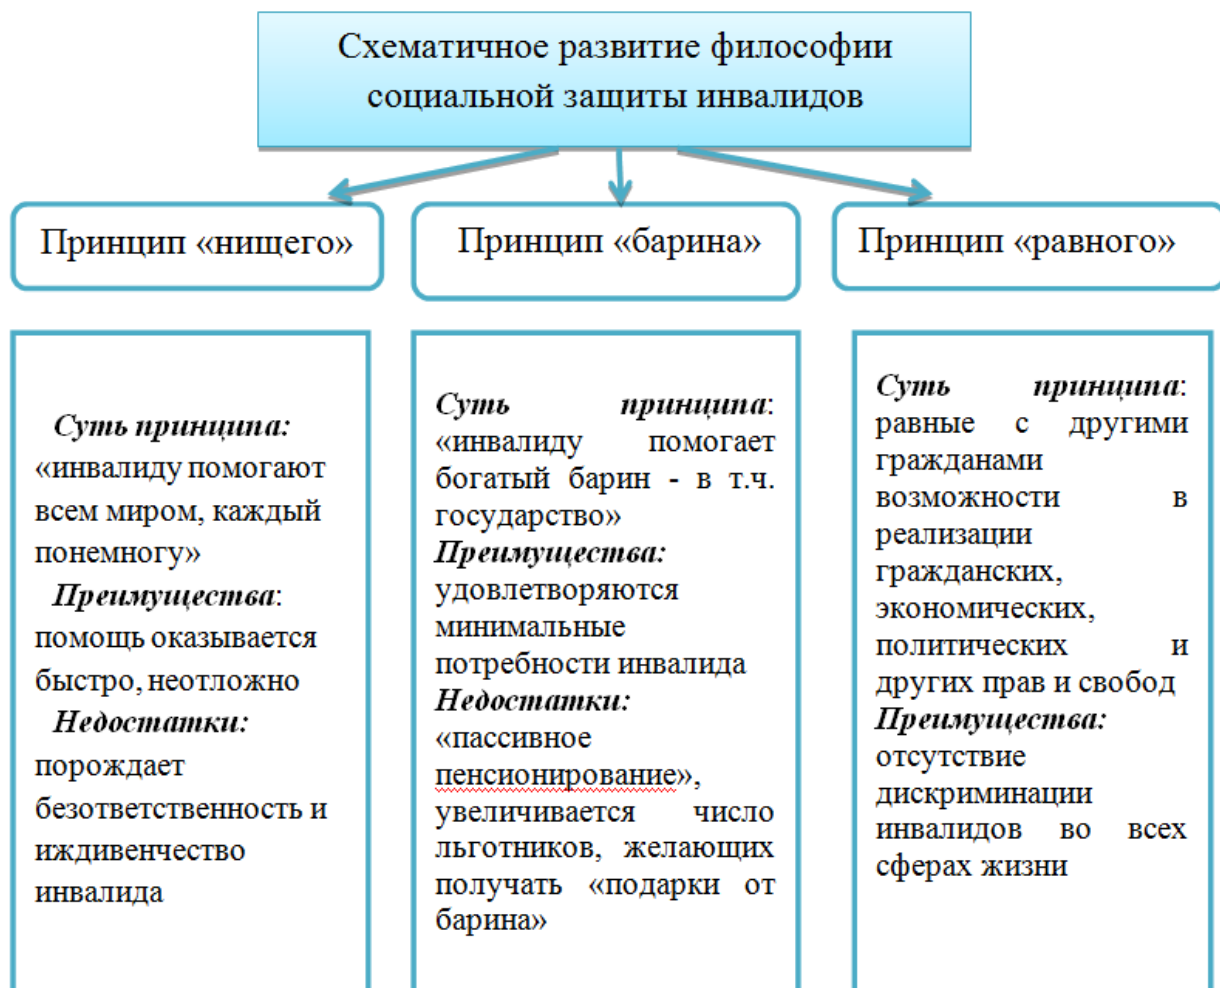 Схематичное развитие философии
социальной защиты инвалидов
Принцип «нищего»
Принцип «барина»
Принцип «равного»
Суть принципа:
«инвалиду помогают
всем миром, каждый
понемногу»
Преимущества:
помощь оказывается
быстро, неотложно
Недостатки:
порождает
безответственность и
иждивенчество
инвалида
Суть принципа:
«инвалиду помогает
богатый барин - в т.ч.
государство»
Преимущества:
удовлетворяются
минимальные
потребности инвалида
Недостатки:
«пассивное
пенсионирование»,
увеличивается число
льготников, желающих
получать «подарки от
барина»
Суть принципа:
равные с другими
гражданами
возможности в
реализации
гражданских,
экономических,
политических и
других прав и свобод
Преимущества:
отсутствие
дискриминации
инвалидов во всех
сферах жизни